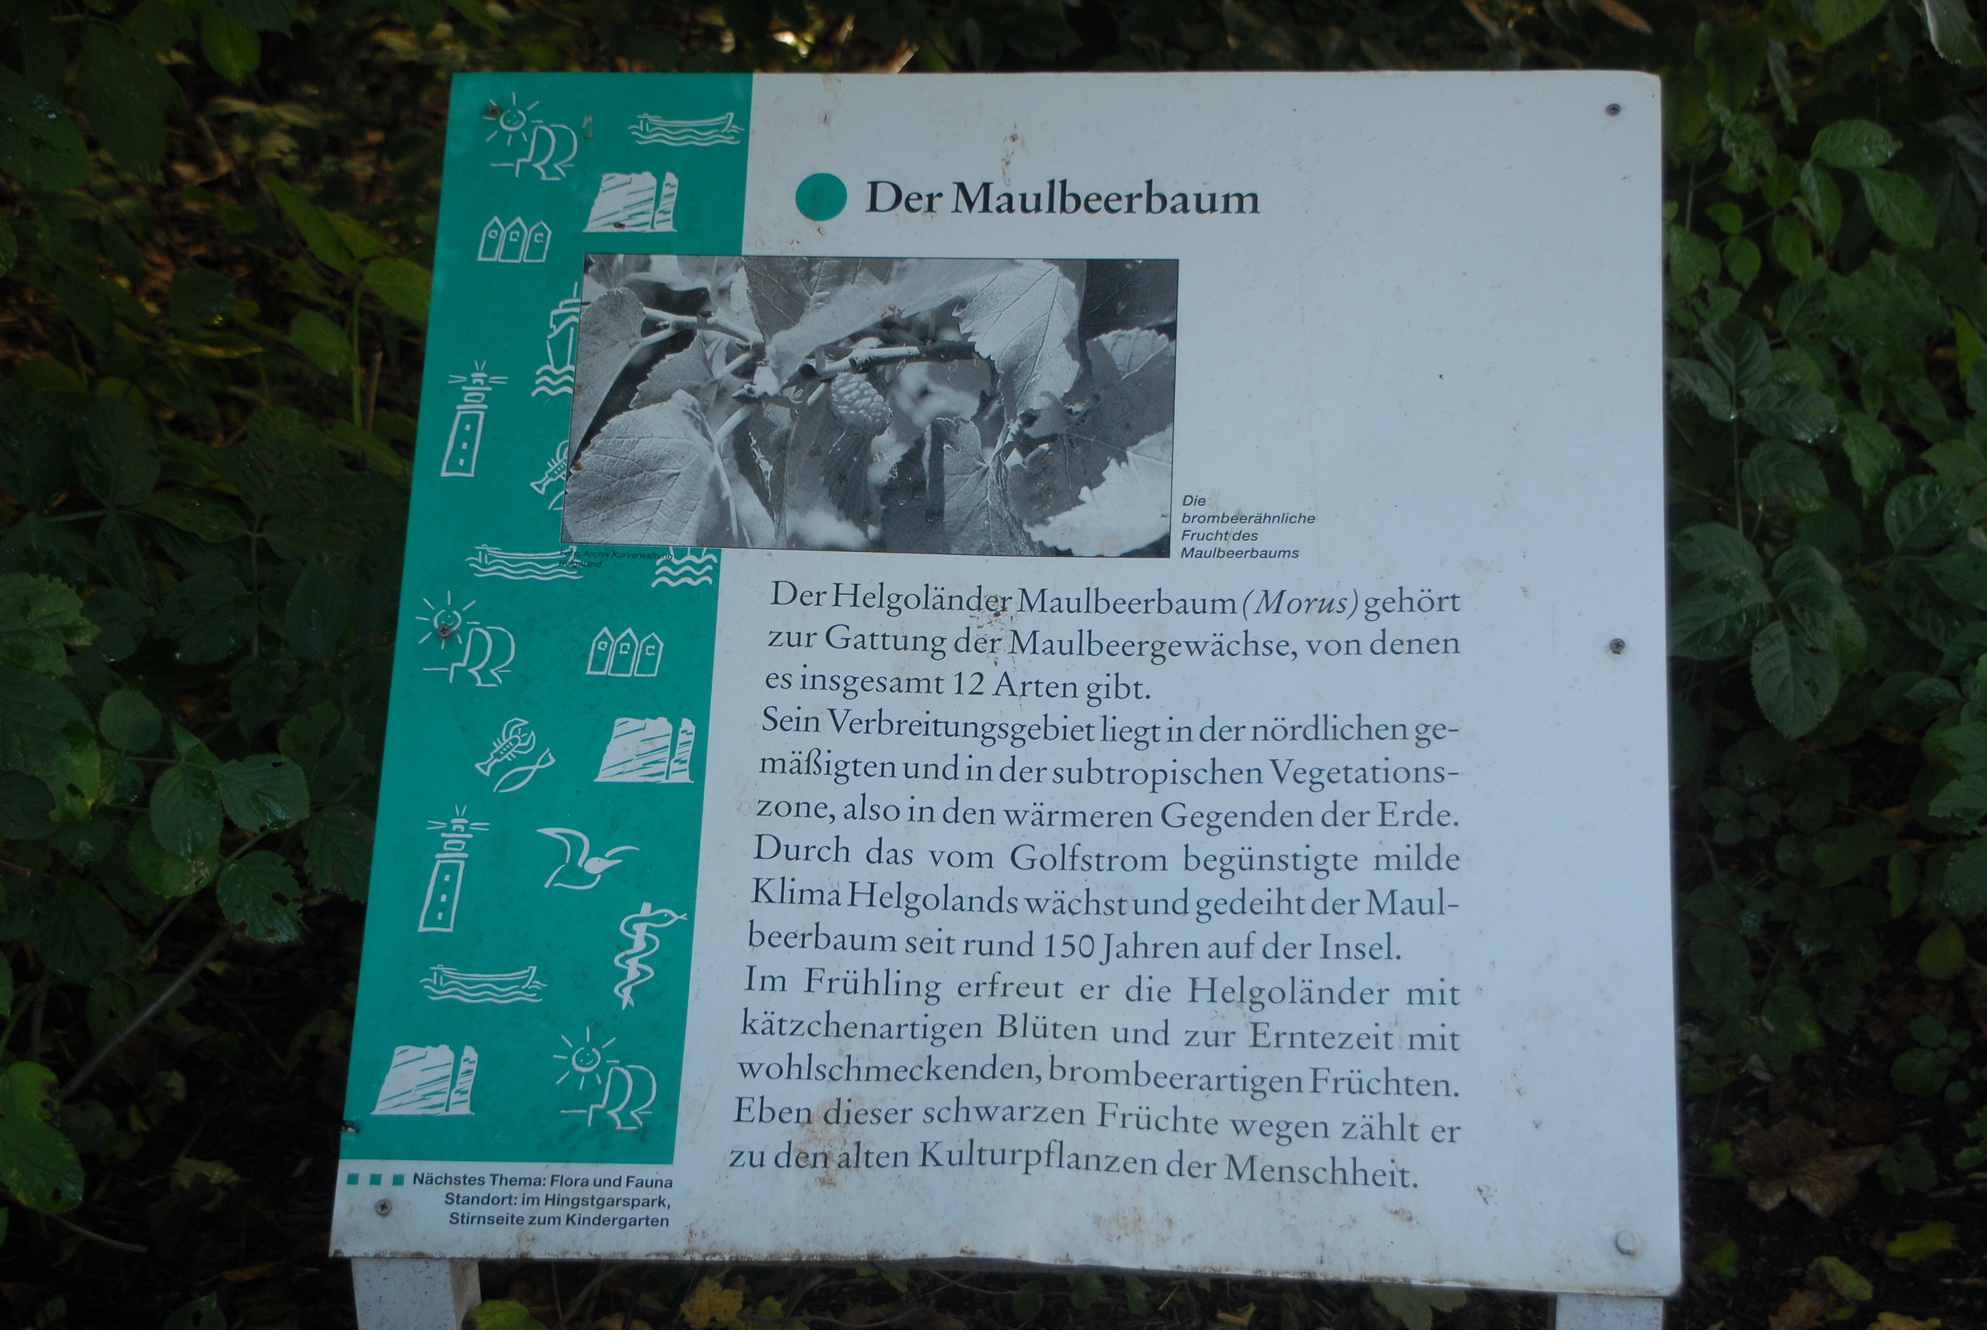 Der Maulbeerbaum
Die
brombeerähnliche
Frucht des
Maulbeerbaums
Archiv Kurverwaltung
Der Helgoländer Maulbeerbaum (Morus) gehört
zur Gattung der Maulbeergewächse, von denen
es insgesamt 12 Arten gibt.
Sein Verbreitungsgebiet liegt in der nördlichen ge-
mäßigten und in der subtropischen Vegetations-
zone, also in den wärmeren Gegenden der Erde.
Durch das vom Golfstrom begünstigte milde
Klima Helgolands wächst und gedeiht der Maul-
beerbaum seit rund 150 Jahren auf der Insel.
Im Frühling erfreut er die Helgoländer mit
kätzchenartigen Blüten und zur Erntezeit mit
wohlschmeckenden, brombeerartigen Früchten.
Eben dieser schwarzen Früchte wegen zählt er
zu den alten Kulturpflanzen der Menschheit.
Nächstes Thema: Flora und Fauna
Standort: im Hingstgarspark,
Stirnseite zum Kindergarten